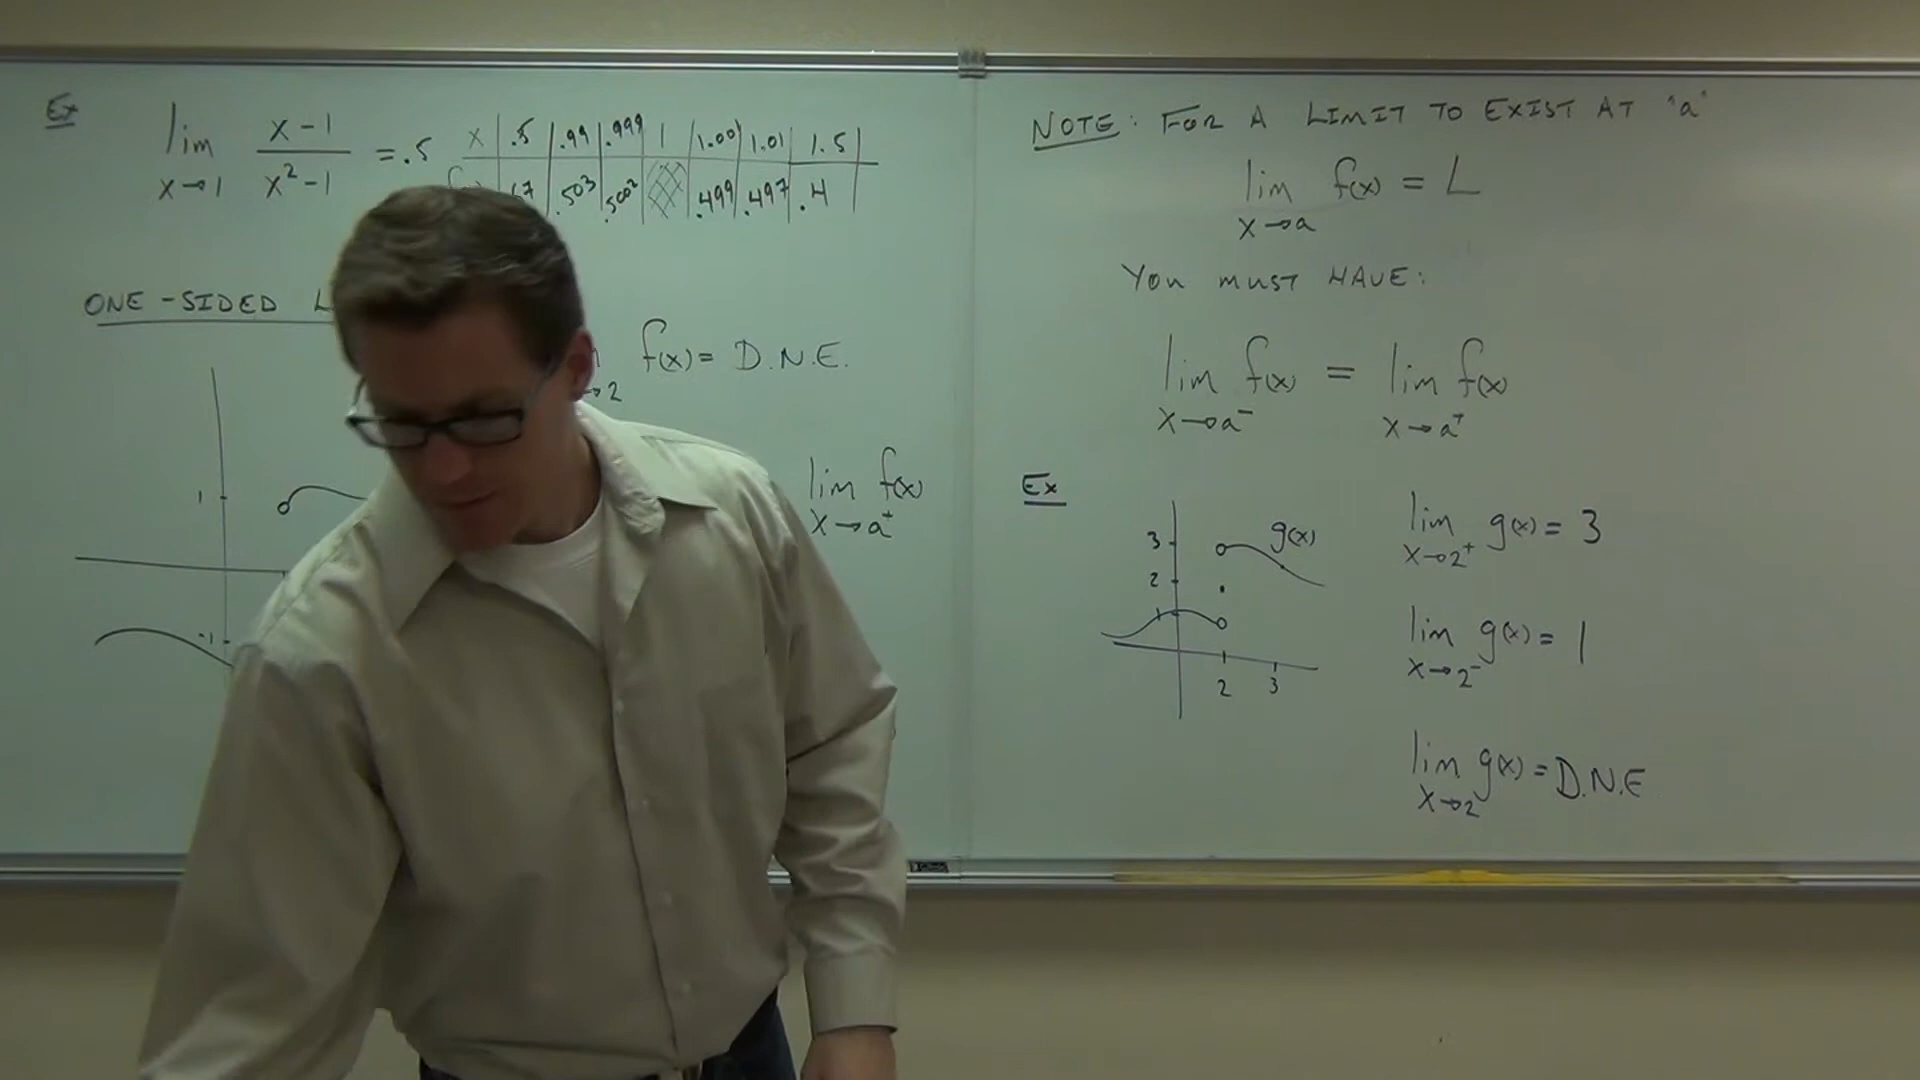 Ex
lim x→1 x-1 / x²-1 = .5
x | .5 | .99 | .999 | 1 | 1.001 | 1.01 | 1.5
.503 | .5002 | .499 | .497 | .4
ONE-SIDED
f(x) = D.N.E.
→2
lim f(x)
x→a⁺
1
-1
NOTE: FOR A LIMIT TO EXIST AT "a"
lim f(x) = L
x→a
YOU MUST HAVE:
lim f(x) = lim f(x)
x→a⁻ x→a⁺
Ex
g(x)
3
2
1
2 3
lim g(x) = 3
x→2⁺
lim g(x) = 1
x→2⁻
lim g(x) = D.N.E
x→2